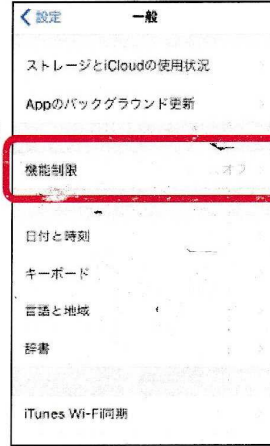 設定
一般
ストレージとiCloudの使用状況
Appのバックグラウンド更新
機能制限
オフ
日付と時刻
キーボード
言語と地域
辞書
iTunes Wi-Fi同期